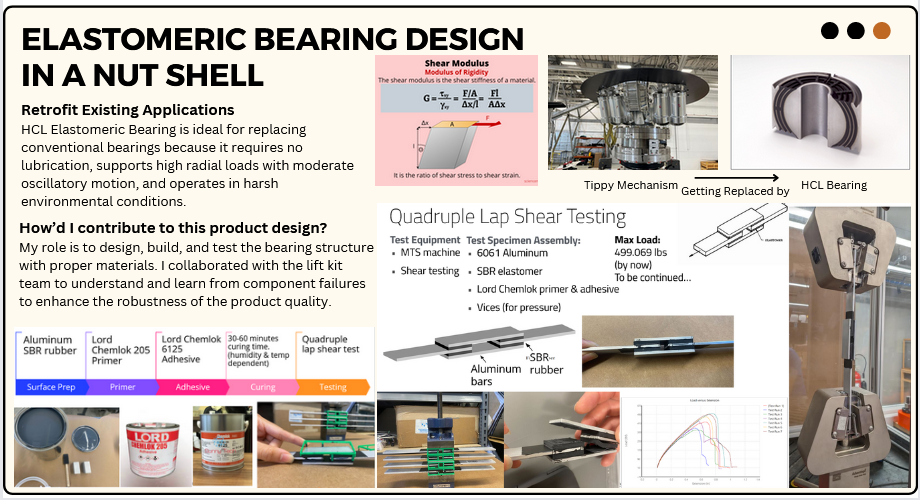 ELASTOMERIC BEARING DESIGN
IN A NUT SHELL
Retrofit Existing Applications
HCL Elastomeric Bearing is ideal for replacing
conventional bearings because it requires no
lubrication, supports high radial loads with moderate
oscillatory motion, and operates in harsh
environmental conditions.
How'd I contribute to this product design?
My role is to design, build, and test the bearing structure
with proper materials. I collaborated with the lift kit
team to understand and learn from component failures
to enhance the robustness of the product quality.
Shear Modulus
Modulus of Rigidity
The shear modulus is the shear stiffness of a material.
G = τxy/γxy = F/A / Δx/l = Fl / AΔx
Δx
A
F
l
It is the ratio of shear stress to shear strain.
Tippy Mechanism
Getting Replaced by
HCL Bearing
Quadruple Lap Shear Testing
Test Equipment
• MTS machine
• Shear testing
Test Specimen Assembly:
• 6061 Aluminum
• SBR elastomer
• Lord Chemlok primer & adhesive
• Vices (for pressure)
Max Load:
499.069 lbs
(by now)
To be continued...
Aluminum
bars
SBR
rubber
Aluminum
SBR rubber
Lord
Chemlok 205
Primer
Lord Chemlok
6125
Adhesive
30-60 minutes
curing time.
(humidity & temp
dependent)
Quadruple
lap shear test
Surface Prep
Primer
Adhesive
Curing
Testing
LORD
CHEMLOK 205